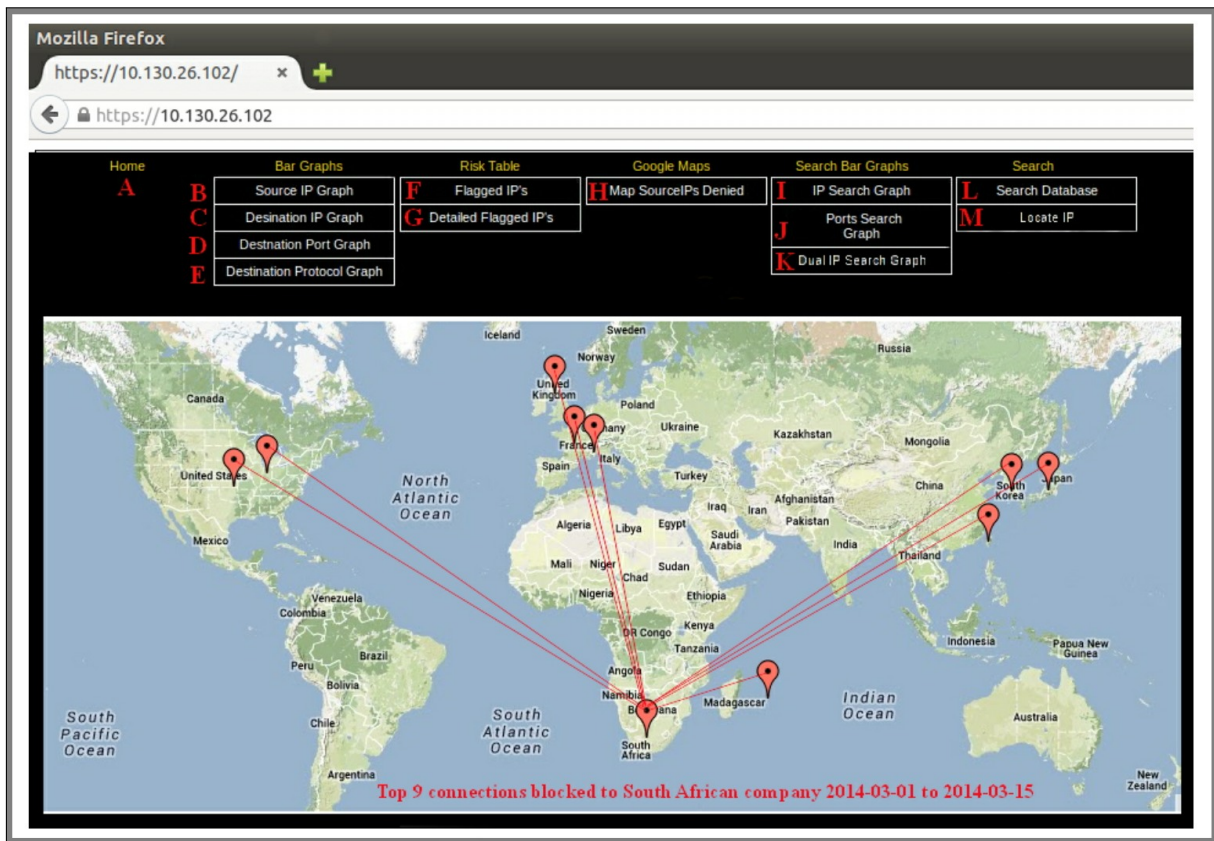 Mozilla Firefox
https://10.130.26.102/ ×
https://10.130.26.102
Home Bar Graphs Risk Table Google Maps Search Bar Graphs Search
A
B Source IP Graph
C Desination IP Graph
D Destnation Port Graph
E Destination Protocol Graph
F Flagged IP's
G Detailed Flagged IP's
H Map SourceIPs Denied
I IP Search Graph
J Ports Search
Graph
K Dual IP Search Graph
L Search Database
M Locate IP
Iceland
Sweden
Norway
Russia
United
Kingdom
Canada
Poland
Ukraine
Kazakhstan
Mongolia
France
Italy
Spain
Turkey
United States
North
Atlantic
Ocean
China
South
Korea
Japan
Afghanistan
Iraq
Iran
Pakistan
Algeria
Libya
Egypt
Saudi
Arabia
India
Mexico
Thailand
Mali
Niger
Chad
Sudan
Nigeria
Ethiopia
Venezuela
Colombia
DR Congo
Kenya
Tanzania
Indonesia
Papua New
Guinea
Peru
Brazil
Angola
Bolivia
Namibia
Madagascar
Indian
Ocean
South
Pacific
Ocean
Chile
South
Atlantic
Ocean
South
Africa
Australia
Argentina
New
Zealand
Top 9 connections blocked to South African company 2014-03-01 to 2014-03-15